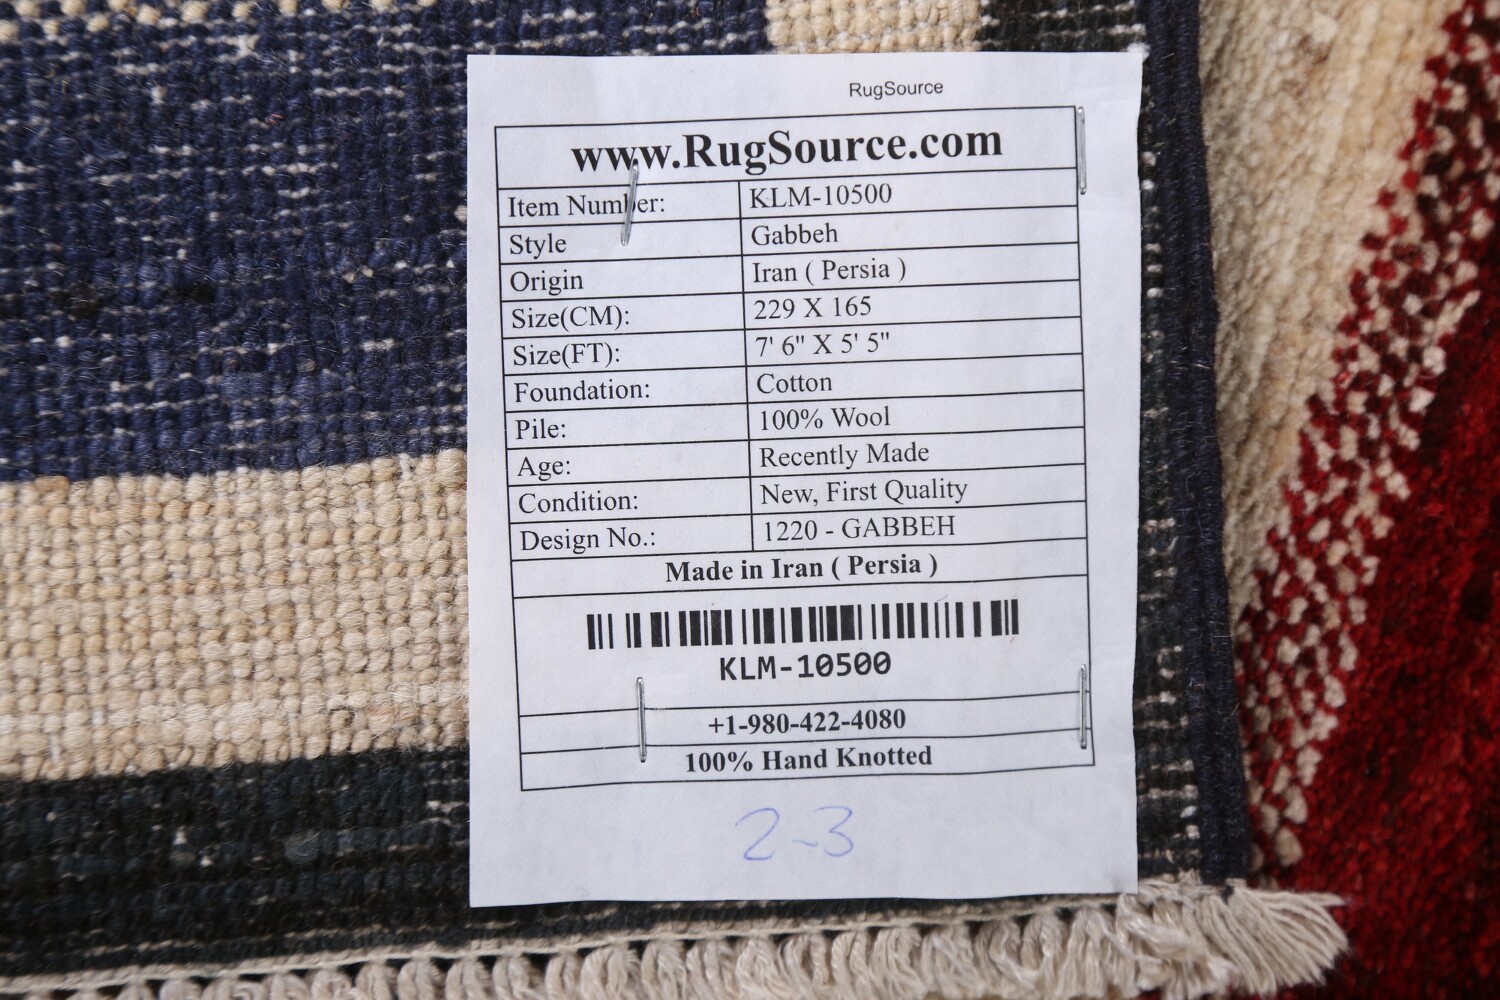 RugSource
www.RugSource.com
Item Number: KLM-10500
Style Gabbeh
Origin Iran ( Persia )
Size(CM): 229 X 165
Size(FT): 7' 6" X 5' 5"
Foundation: Cotton
Pile: 100% Wool
Age: Recently Made
Condition: New, First Quality
Design No.: 1220 - GABBEH
Made in Iran ( Persia )
KLM-10500
+1-980-422-4080
100% Hand Knotted
2-3